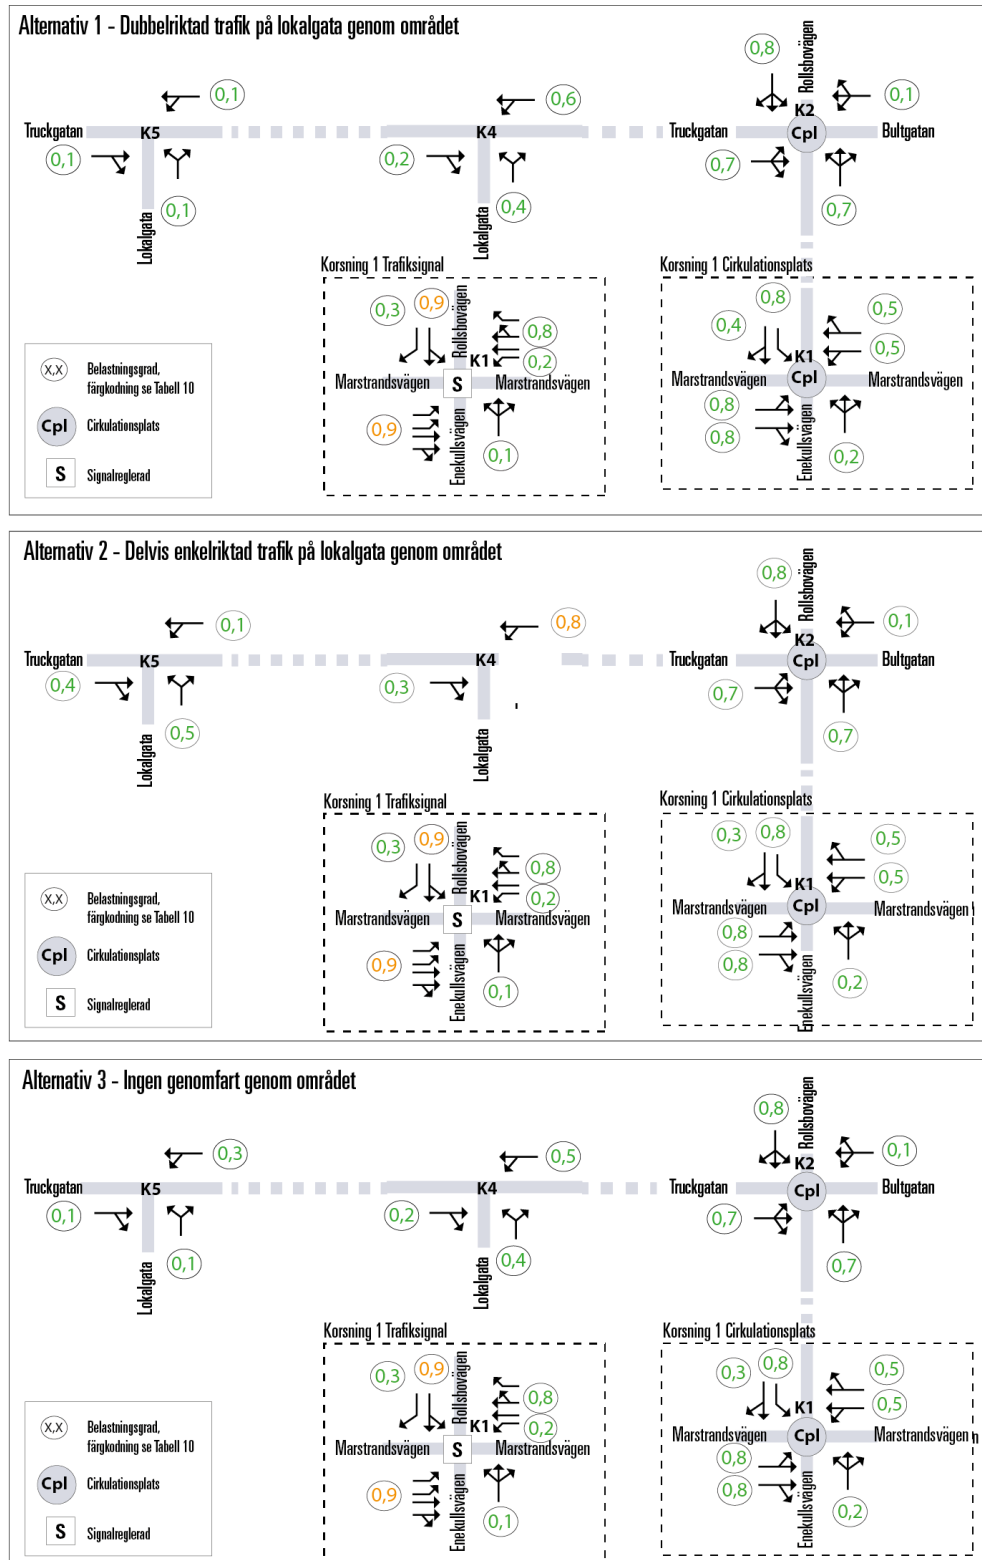 Alternativ 1 - Dubbelriktad trafik på lokalgata genom området
0,8
Rollsbovägen
0,1
0,6
0,1
K2
Truckgatan
K5
K4
Truckgatan
Cpl
Bultgatan
0,1
0,2
0,7
0,1
0,4
0,7
Lokalgata
Lokalgata
Korsning 1 Trafiksignal
0,3
0,9
Rollsbovägen
0,8
K1
0,2
Marstrandsvägen
S
Marstrandsvägen
0,9
Enekullsvägen
0,1
Korsning 1 Cirkulationsplats
0,8
0,4
0,5
0,5
K1
Marstrandsvägen
Cpl
Marstrandsvägen
0,8
0,8
Enekullsvägen
0,2
X,X
Belastningsgrad,
färgkodning se Tabell 10
Cpl
Cirkulationsplats
S
Signalreglerad
Alternativ 2 - Delvis enkelriktad trafik på lokalgata genom området
0,8
Rollsbovägen
0,1
0,8
0,1
K2
Truckgatan
K5
K4
Truckgatan
Cpl
Bultgatan
0,4
0,3
0,7
0,5
0,7
Lokalgata
Lokalgata
Korsning 1 Trafiksignal
0,3
0,9
Rollsbovägen
0,8
K1
0,2
Marstrandsvägen
S
Marstrandsvägen
0,9
Enekullsvägen
0,1
Korsning 1 Cirkulationsplats
0,3
0,8
0,5
0,5
K1
Marstrandsvägen
Cpl
Marstrandsvägen
0,8
0,8
Enekullsvägen
0,2
X,X
Belastningsgrad,
färgkodning se Tabell 10
Cpl
Cirkulationsplats
S
Signalreglerad
Alternativ 3 - Ingen genomfart genom området
0,8
Rollsbovägen
0,3
0,5
0,1
K2
Truckgatan
K5
K4
Truckgatan
Cpl
Bultgatan
0,1
0,2
0,7
0,1
0,4
0,7
Lokalgata
Lokalgata
Korsning 1 Trafiksignal
0,3
0,9
Rollsbovägen
0,8
K1
0,2
Marstrandsvägen
S
Marstrandsvägen
0,9
Enekullsvägen
0,1
Korsning 1 Cirkulationsplats
0,3
0,8
0,5
0,5
K1
Marstrandsvägen
Cpl
Marstrandsvägen
0,8
0,8
Enekullsvägen
0,2
X,X
Belastningsgrad,
färgkodning se Tabell 10
Cpl
Cirkulationsplats
S
Signalreglerad